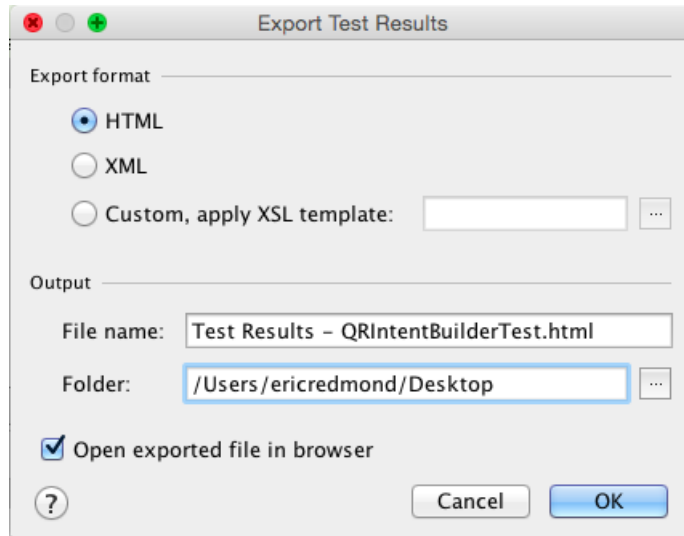 Export Test Results
Export format
HTML
XML
Custom, apply XSL template:
...
Output
File name: Test Results – QRIntentBuilderTest.html
Folder: /Users/ericredmond/Desktop ...
Open exported file in browser
? Cancel OK